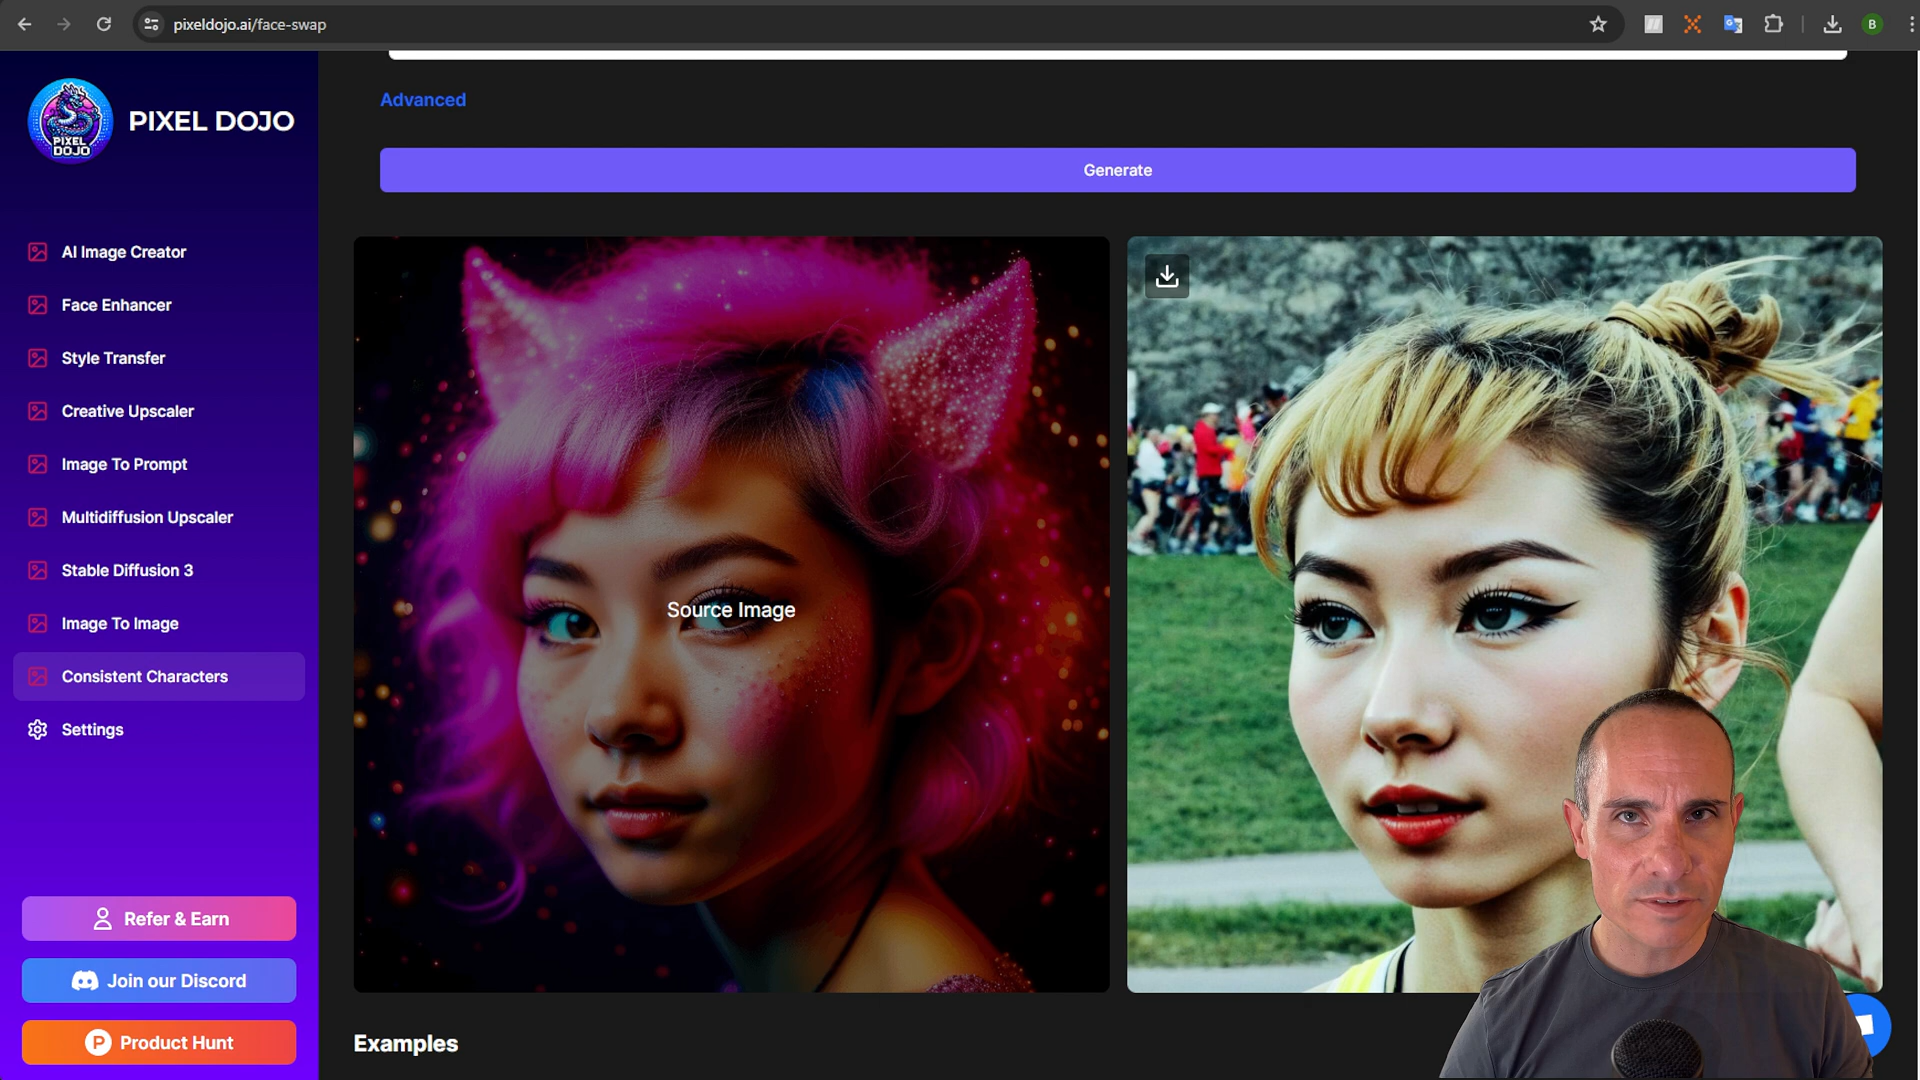 pixeldojo.ai/face-swap
B
PIXEL DOJO
PIXEL
DOJO
AI Image Creator
Face Enhancer
Style Transfer
Creative Upscaler
Image To Prompt
Multidiffusion Upscaler
Stable Diffusion 3
Image To Image
Consistent Characters
Settings
Refer & Earn
Join our Discord
P Product Hunt
Advanced
Generate
Source Image
Examples